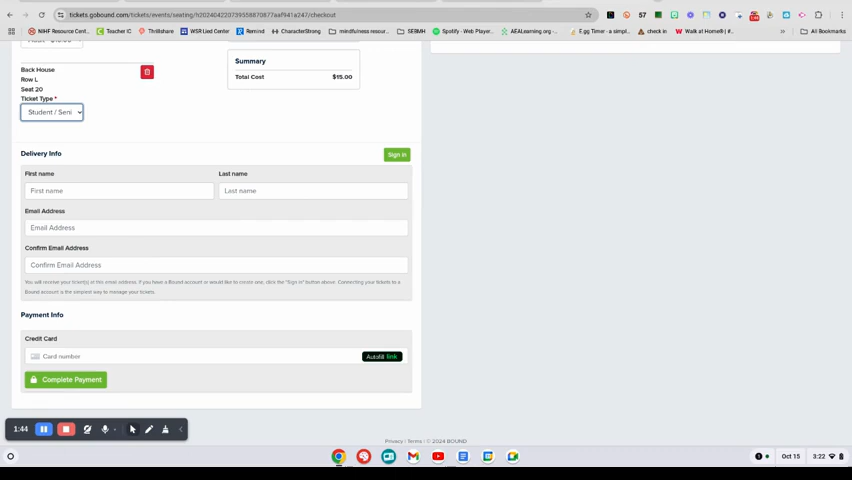 tickets.gobound.com/tickets/events/seating/h20240422073955887087​7aaf941a247/checkout
NIHF Resource Cent... Teacher IC Thrillshare WSR Lied Center Remind CharacterStrong mindfulness resour... SEBMH Spotify - Web Player... AEALearning.org -... E.gg Timer - a simpl... check in Walk at Home®! #... All Bookmarks
Back House
Row L
Seat 20
Ticket Type *
Student / Seni
Summary
Total Cost $15.00
Delivery Info Sign in
First name Last name
First name Last name
Email Address
Email Address
Confirm Email Address
Confirm Email Address
You will receive your ticket(s) at this email address. If you have a Bound account or would like to create one, click the "Sign In" button above. Connecting your tickets to a
Bound account is the simplest way to manage your tickets.
Payment Info
Credit Card
Card number Autofill link
Complete Payment
1:44
Privacy / Terms / © 2024 BOUND
Oct 15 3:22